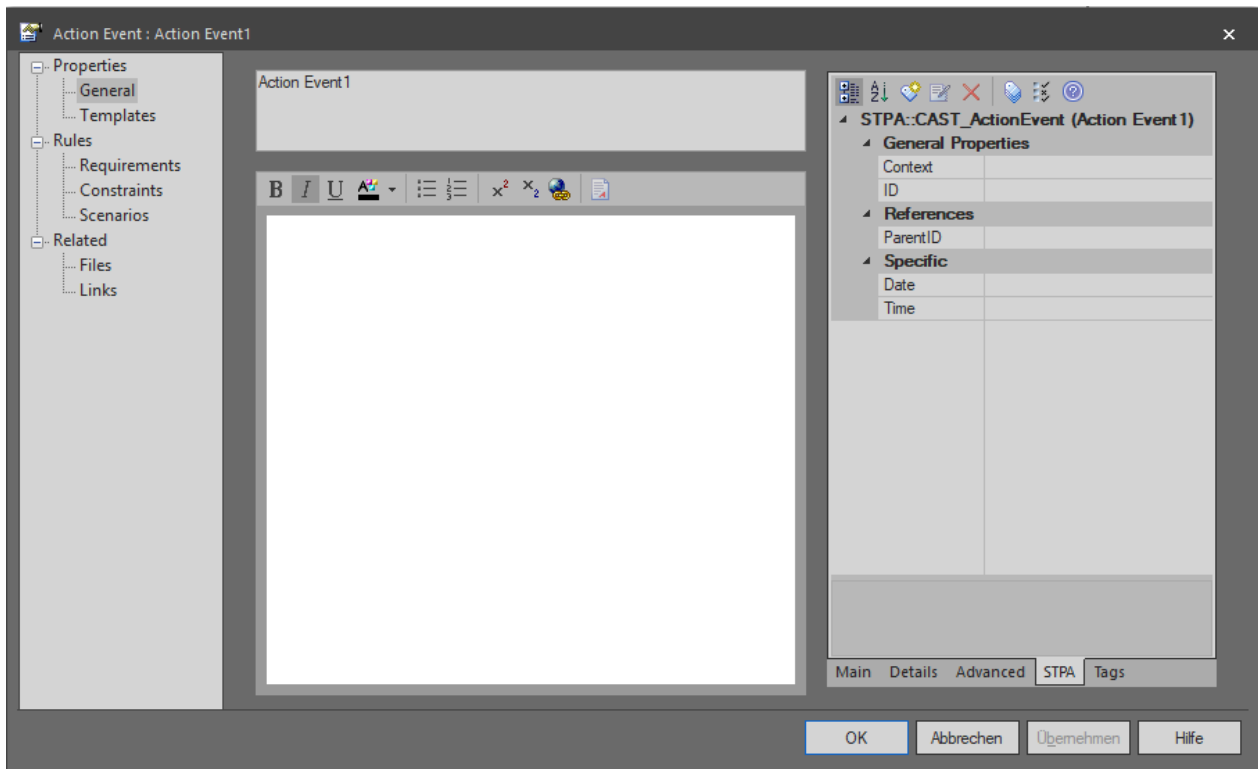 Action Event : Action Event1
Properties
General
Templates
Rules
Requirements
Constraints
Scenarios
Related
Files
Links
Action Event1
B I U A x² x₂
STPA::CAST_ActionEvent (Action Event1)
General Properties
Context
ID
References
ParentID
Specific
Date
Time
Main Details Advanced STPA Tags
OK Abbrechen Übernehmen Hilfe